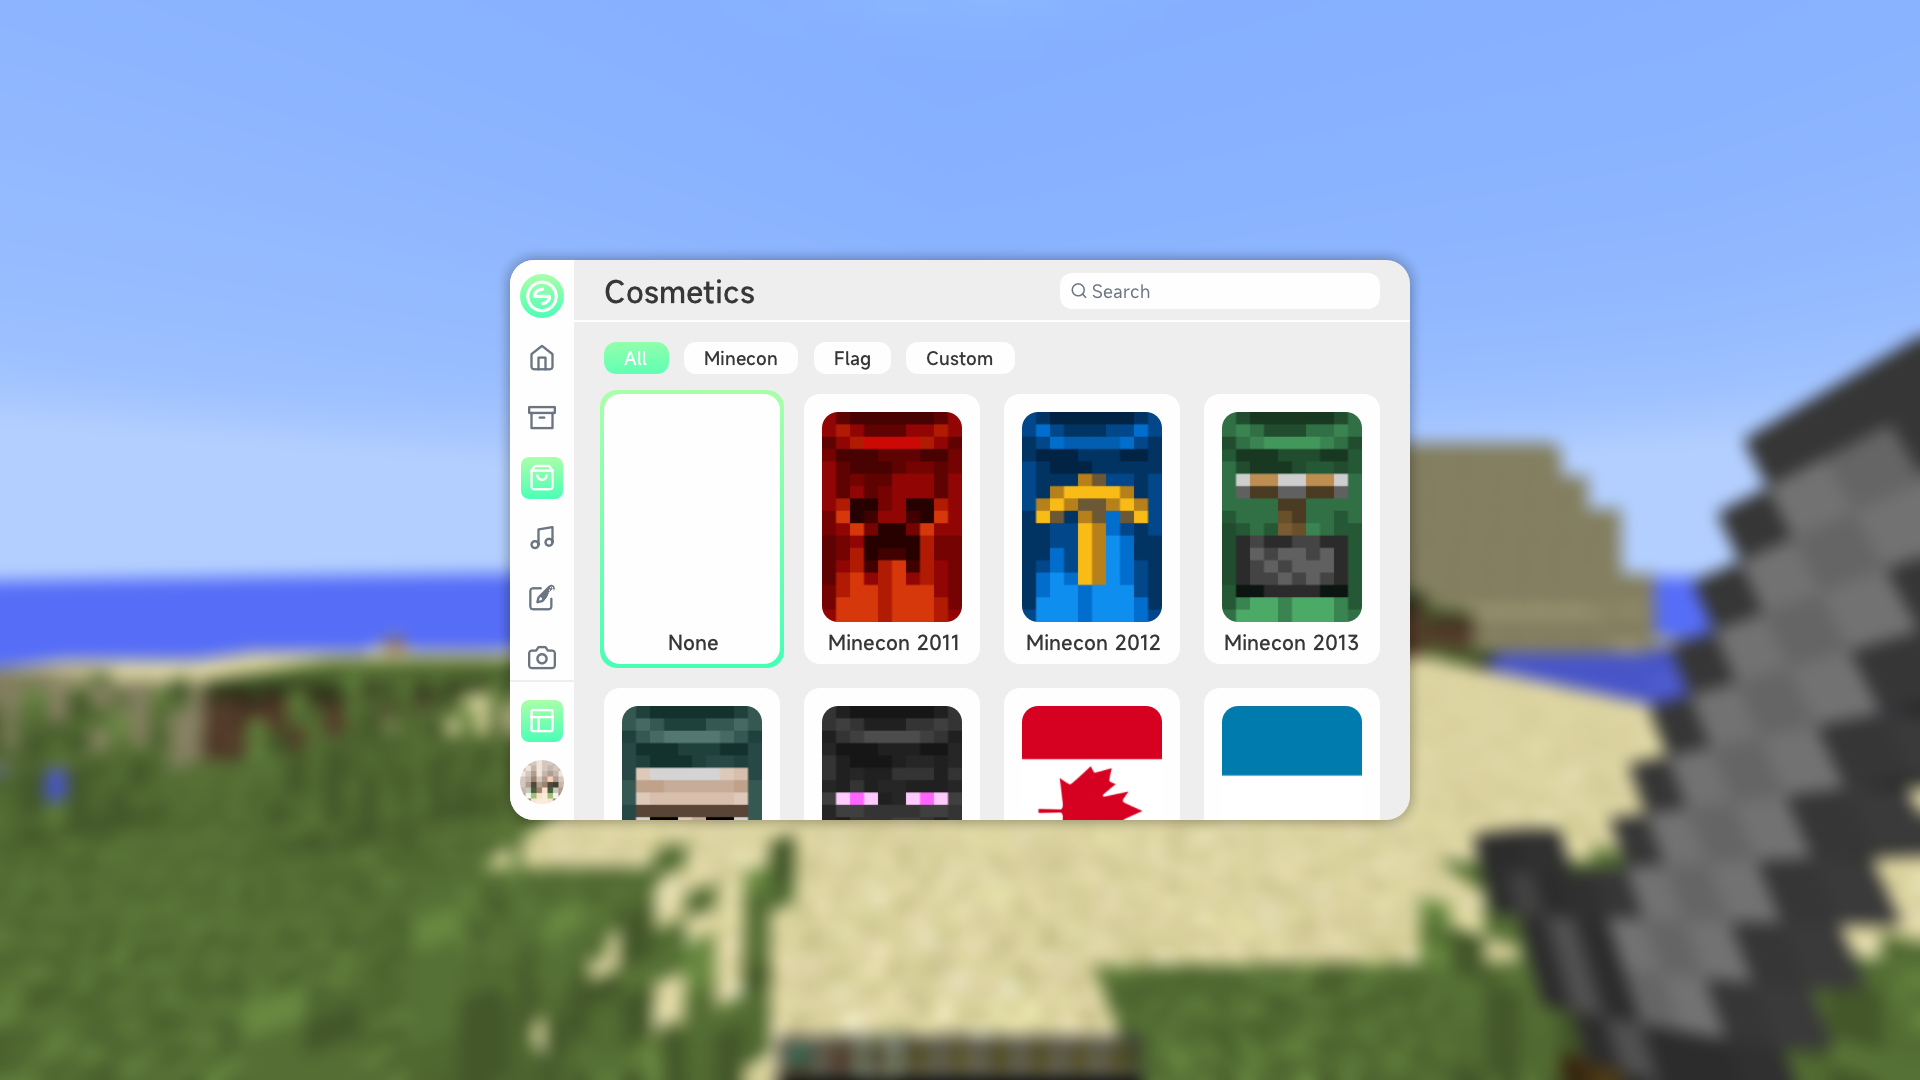 Cosmetics
Search
All
Minecon
Flag
Custom
None
Minecon 2011
Minecon 2012
Minecon 2013